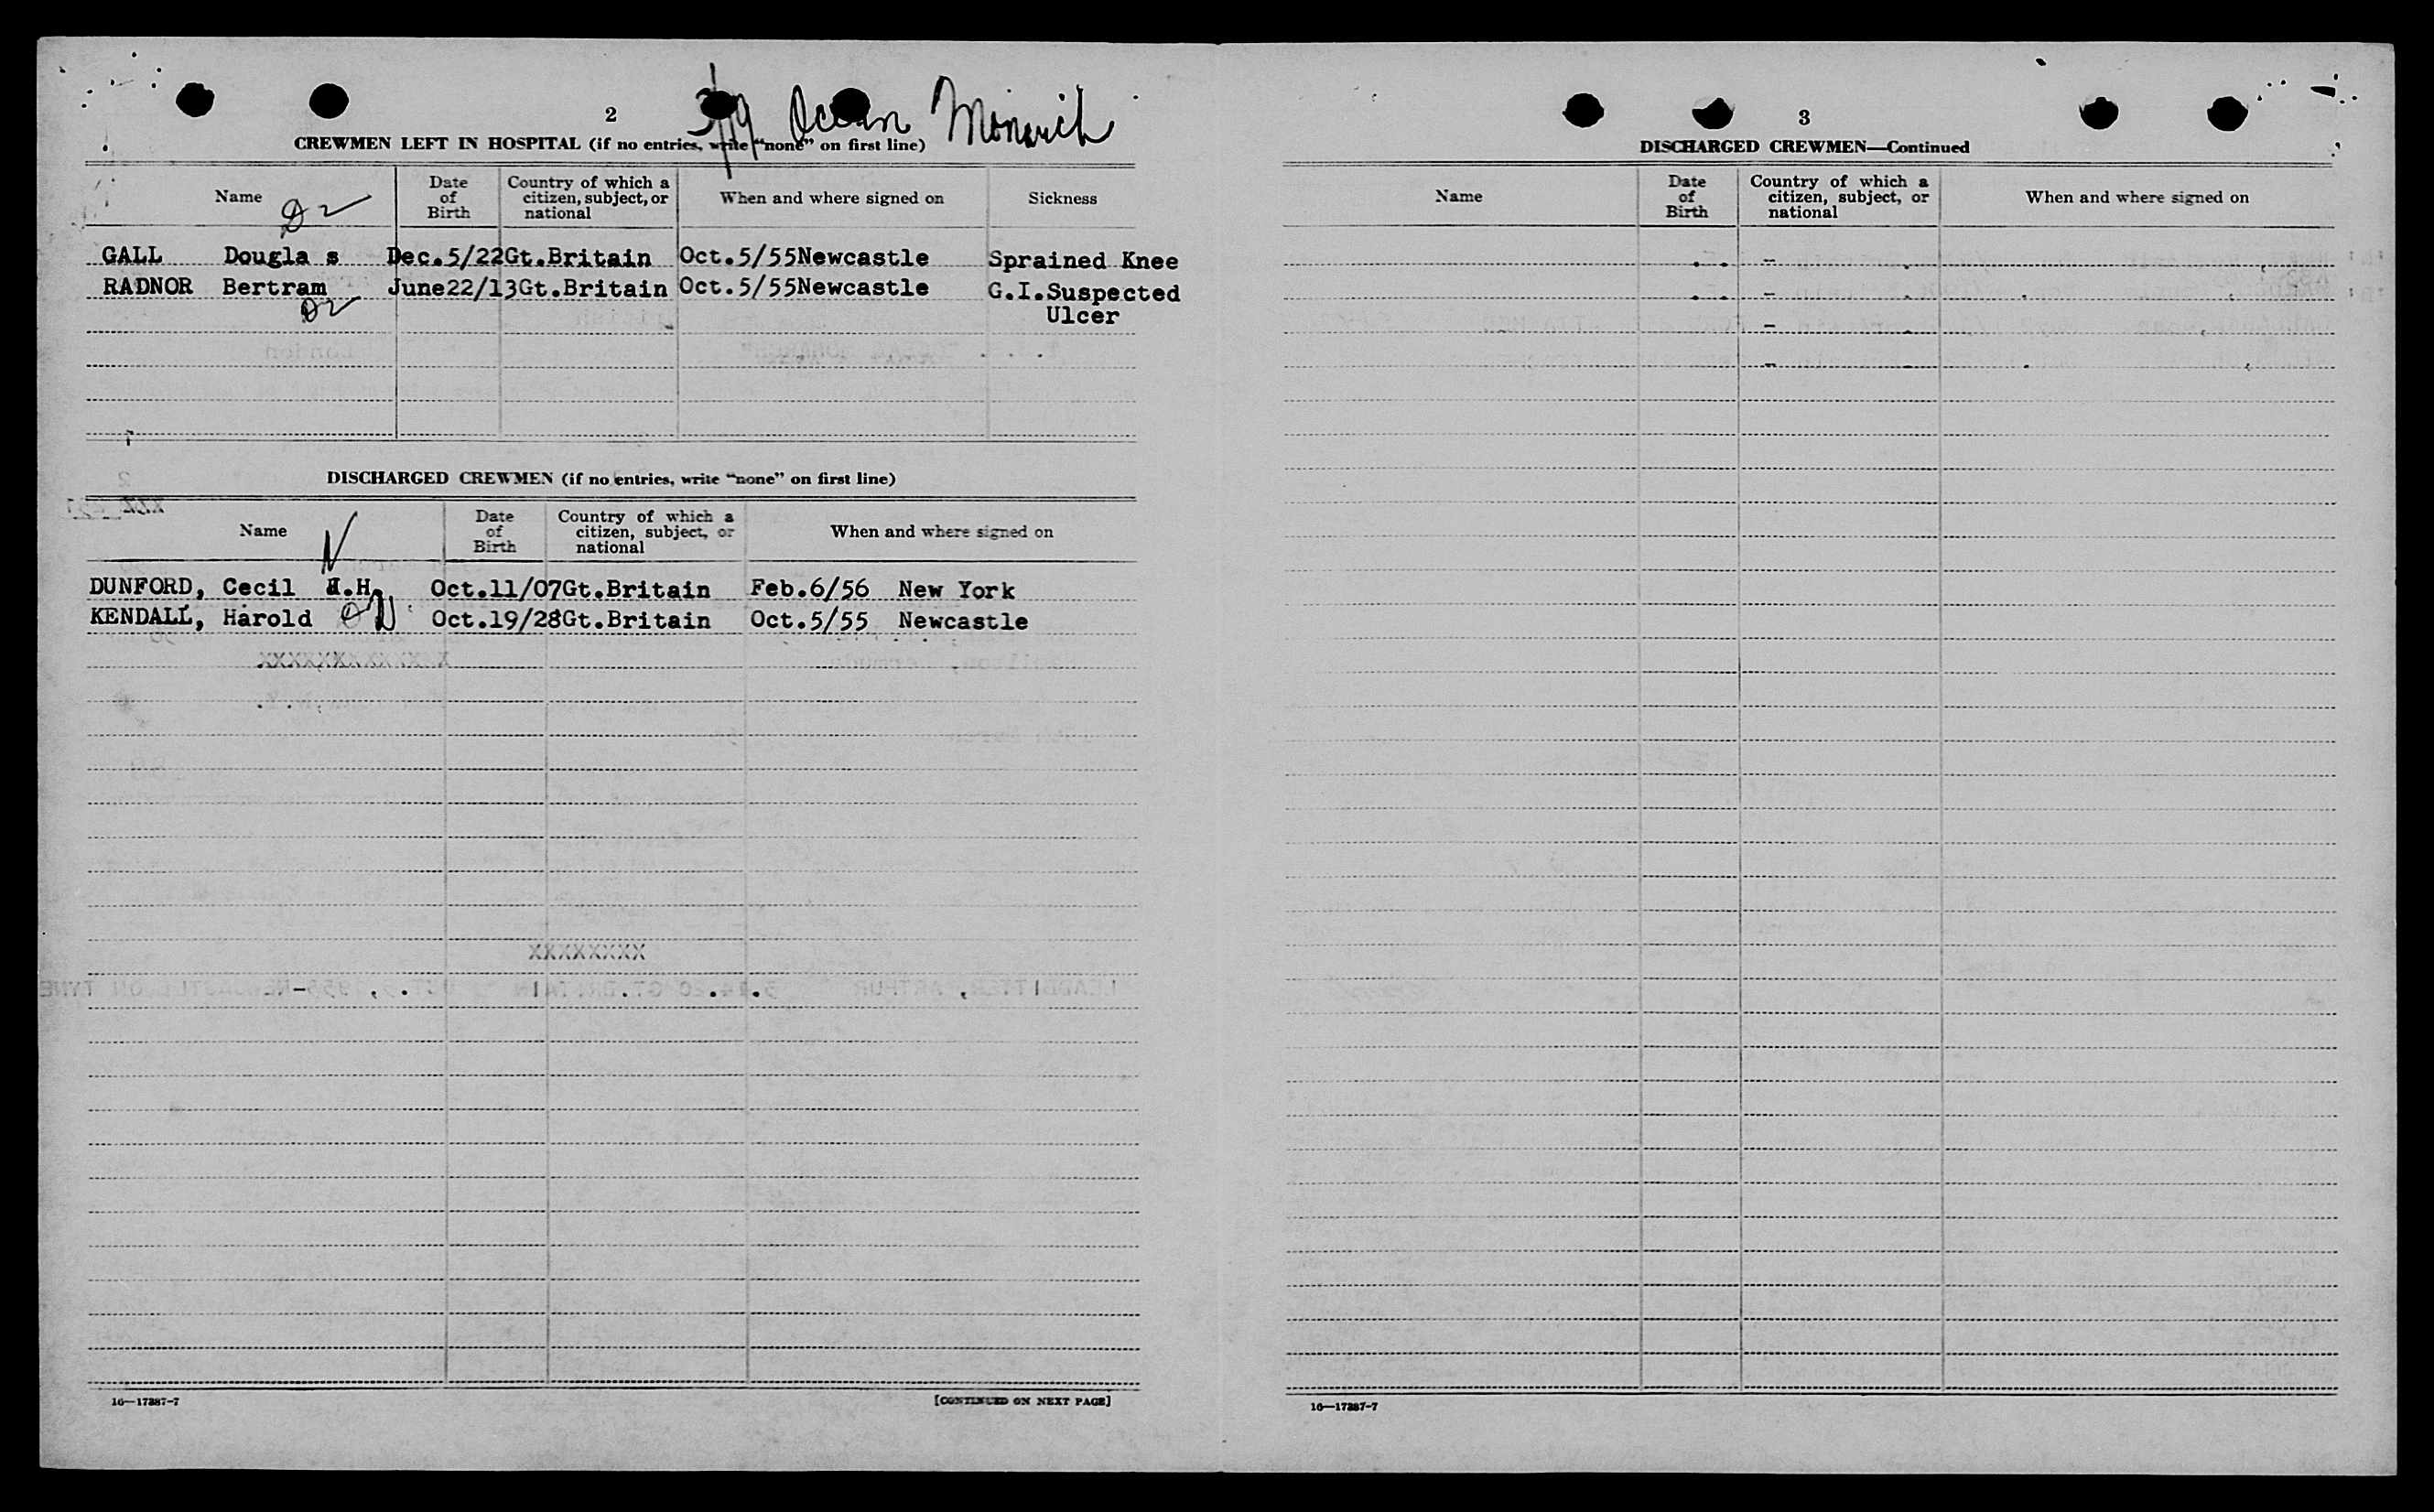 2
3/19 Ocean Monarch
CREWMEN LEFT IN HOSPITAL (if no entries, write "none" on first line)
Name Date of Birth Country of which a citizen, subject, or national When and where signed on Sickness
GALL Dougla s Dec.5/22 Gt.Britain Oct.5/55 Newcastle Sprained Knee
RADNOR Bertram June22/13 Gt.Britain Oct.5/55 Newcastle G.I.Suspected
Ulcer
DISCHARGED CREWMEN (if no entries, write "none" on first line)
Name Date of Birth Country of which a citizen, subject, or national When and where signed on
DUNFORD, Cecil H. Oct.11/07 Gt.Britain Feb.6/56 New York
KENDALL, Harold Oct.19/28 Gt.Britain Oct.5/55 Newcastle
16—17387-7
[CONTINUED ON NEXT PAGE]
3
DISCHARGED CREWMEN—Continued
Name Date of Birth Country of which a citizen, subject, or national When and where signed on
16—17387-7